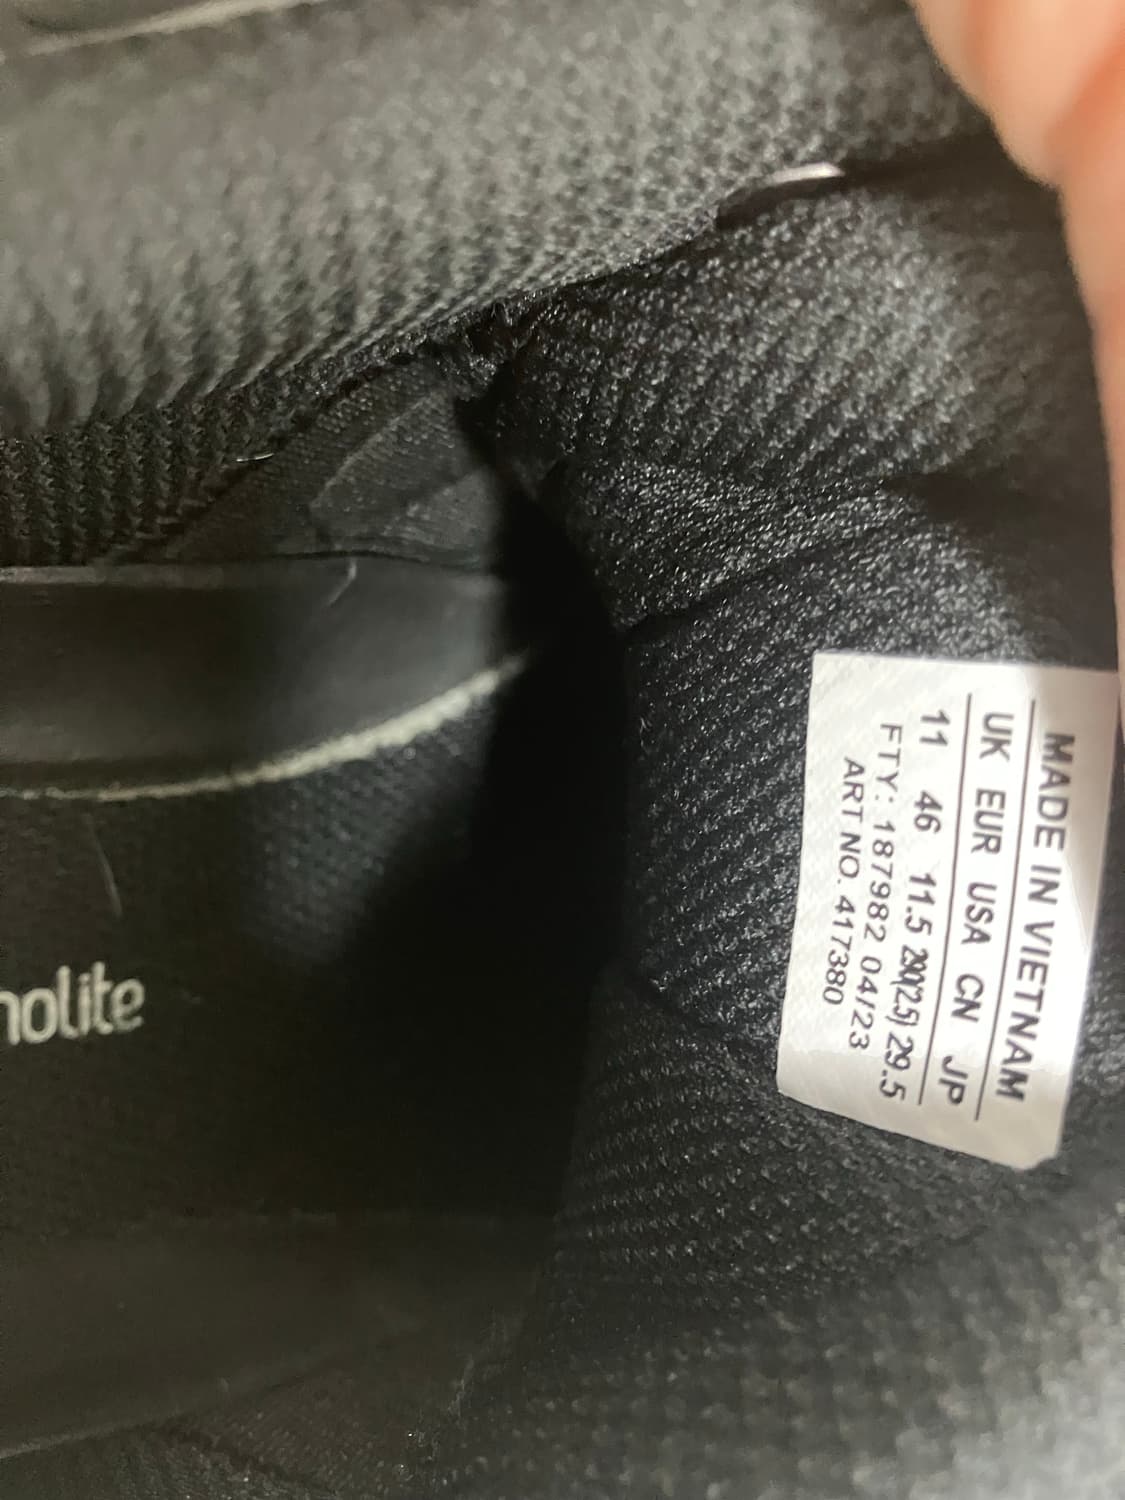 MADE IN VIETNAM
UK EUR USA CN JP
11 46 11.5 290(2.5) 29.5
FTY: 187982 04/23
ART NO. 417380
nolite